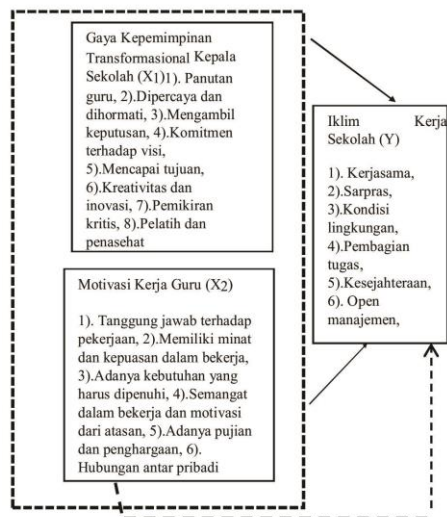 Gaya Kepemimpinan
Transformasional Kepala
Sekolah (X1)1). Panutan
guru, 2).Dipercaya dan
dihormati, 3).Mengambil
keputusan, 4).Komitmen
terhadap visi,
5).Mencapai tujuan,
6).Kreativitas dan
inovasi, 7).Pemikiran
kritis, 8).Pelatih dan
penasehat
Motivasi Kerja Guru (X2)
1). Tanggung jawab terhadap
pekerjaan, 2).Memiliki minat
dan kepuasan dalam bekerja,
3).Adanya kebutuhan yang
harus dipenuhi, 4).Semangat
dalam bekerja dan motivasi
dari atasan, 5).Adanya pujian
dan penghargaan, 6).
Hubungan antar pribadi
Iklim Kerja
Sekolah (Y)
1). Kerjasama,
2).Sarpras,
3).Kondisi
lingkungan,
4).Pembagian
tugas,
5).Kesejahteraan,
6). Open
manajemen,